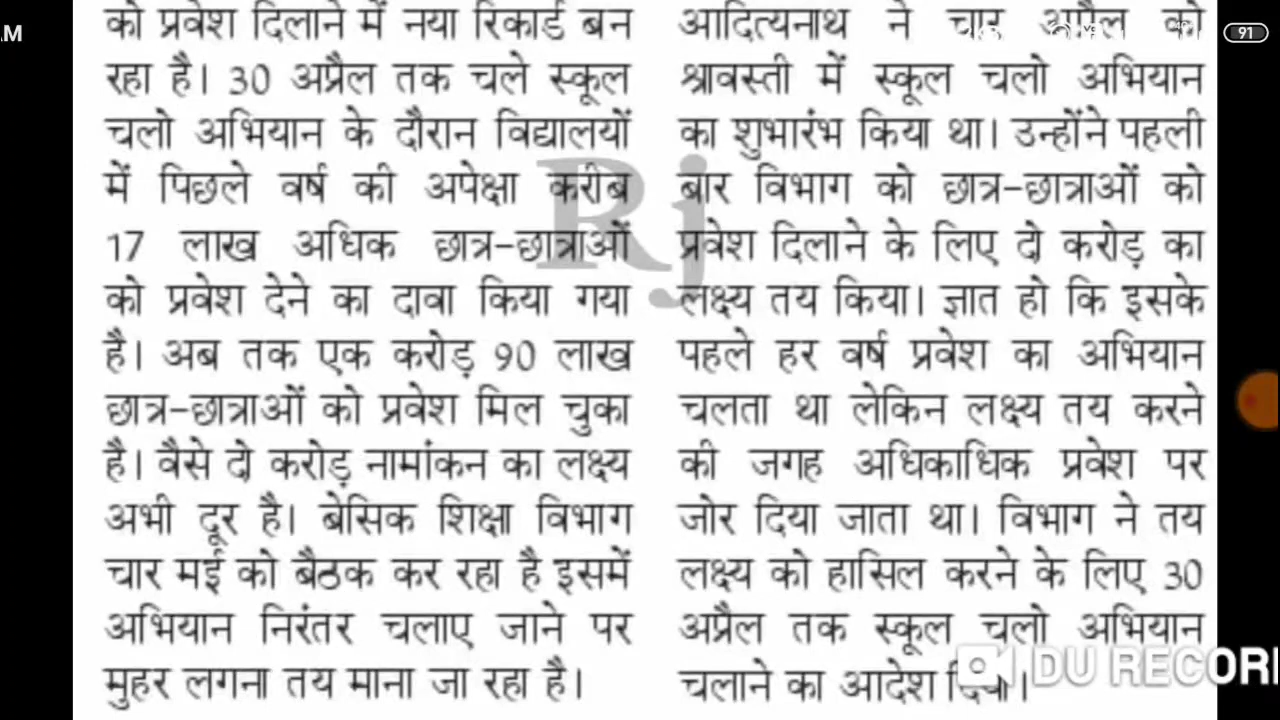 AM
91
को प्रवेश दिलाने में नया रिकार्ड बन
रहा है। 30 अप्रैल तक चले स्कूल
चलो अभियान के दौरान विद्यालयों
में पिछले वर्ष की अपेक्षा करीब
17 लाख अधिक छात्र-छात्राओं
को प्रवेश देने का दावा किया गया
है। अब तक एक करोड़ 90 लाख
छात्र-छात्राओं को प्रवेश मिल चुका
है। वैसे दो करोड़ नामांकन का लक्ष्य
अभी दूर है। बेसिक शिक्षा विभाग
चार मई को बैठक कर रहा है इसमें
अभियान निरंतर चलाए जाने पर
मुहर लगना तय माना जा रहा है।
आदित्यनाथ ने चार अप्रैल को
श्रावस्ती में स्कूल चलो अभियान
का शुभारंभ किया था। उन्होंने पहली
बार विभाग को छात्र-छात्राओं को
प्रवेश दिलाने के लिए दो करोड़ का
लक्ष्य तय किया। ज्ञात हो कि इसके
पहले हर वर्ष प्रवेश का अभियान
चलता था लेकिन लक्ष्य तय करने
की जगह अधिकाधिक प्रवेश पर
जोर दिया जाता था। विभाग ने तय
लक्ष्य को हासिल करने के लिए 30
अप्रैल तक स्कूल चलो अभियान
चलाने का आदेश दिया।
Rj
DU RECOR